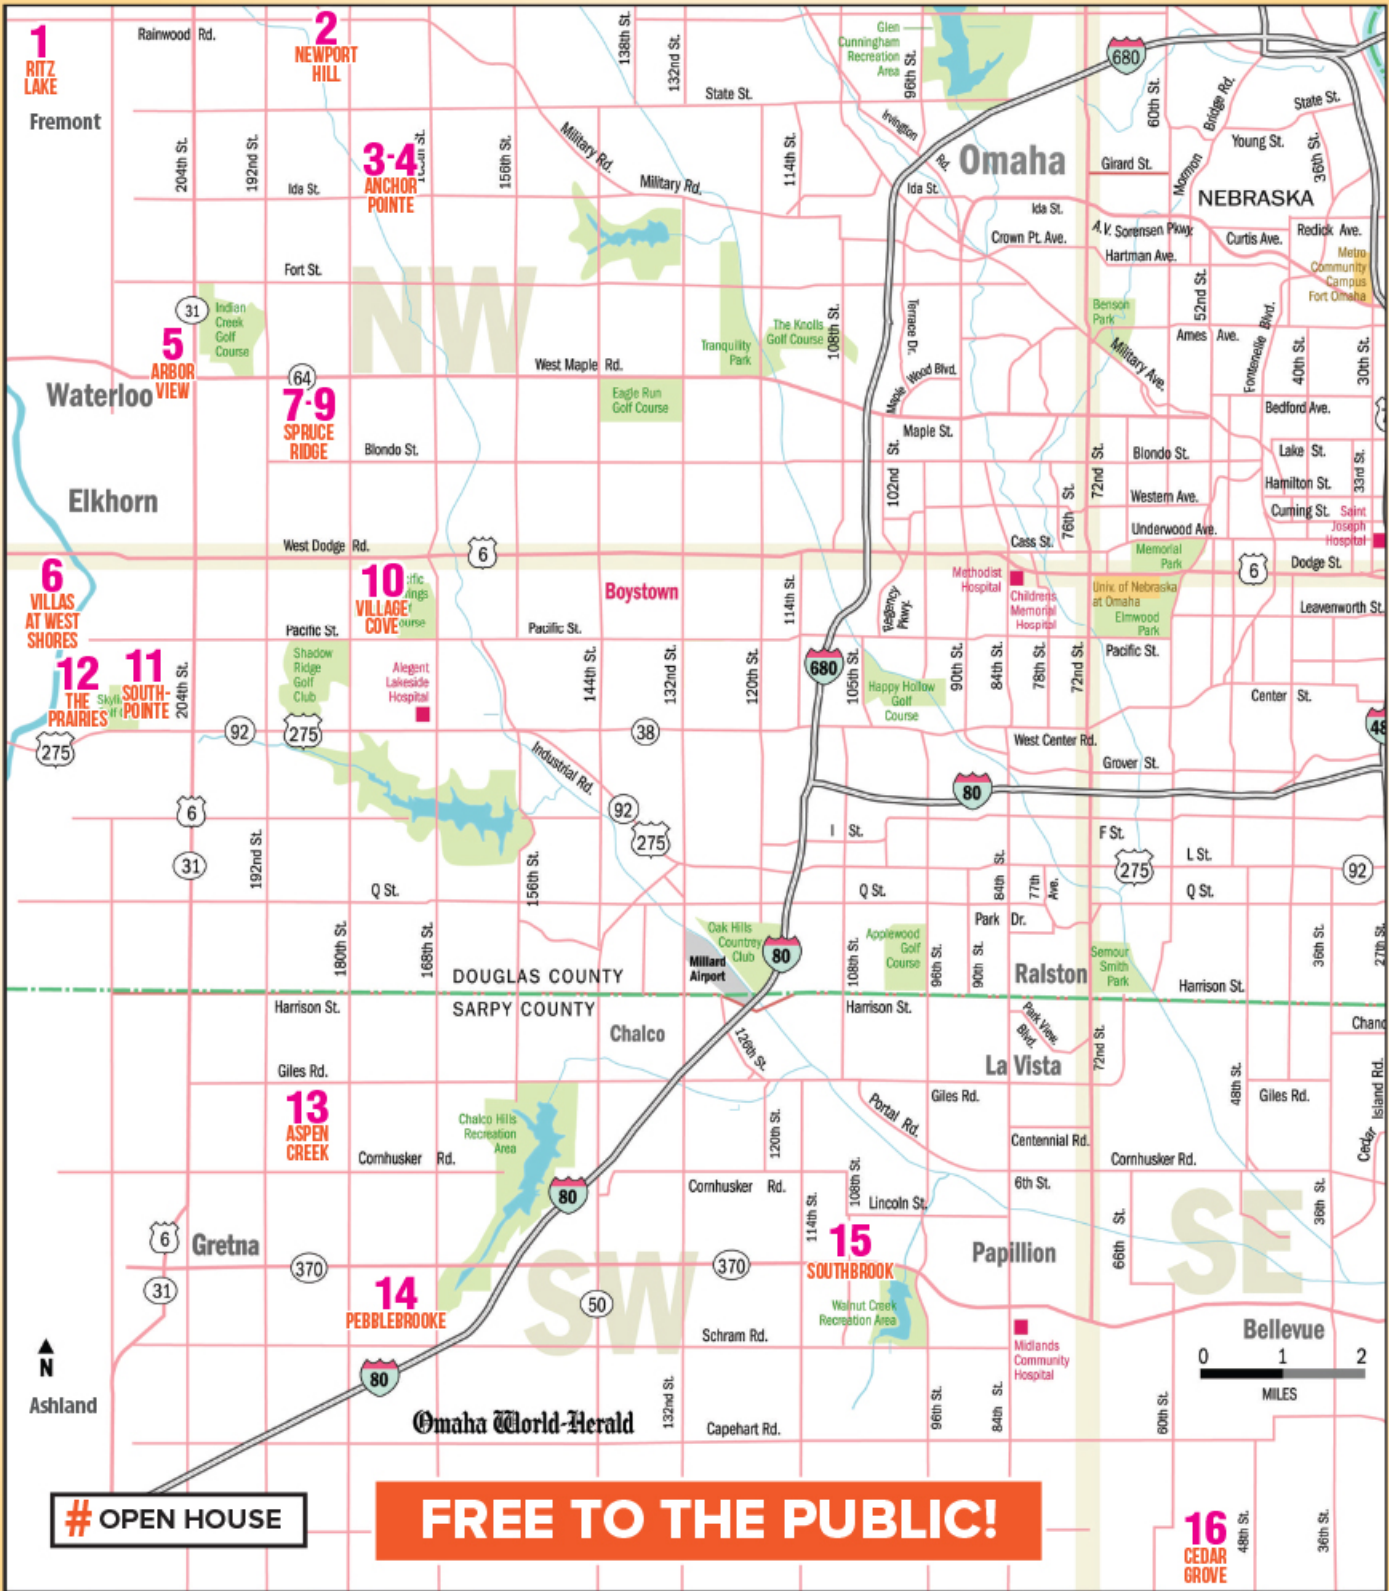 1
RITZ
LAKE
Rainwood Rd.
2
NEWPORT
HILL
138th St.
132nd St.
Glen
Cunningham
Recreation
Area
96th St.
680
60th St.
Bridge Rd.
Mormon
State St.
State St.
Fremont
204th St.
192nd St.
3-4
ANCHOR
POINTE
156th St.
Military Rd.
Military Rd.
114th St.
Irvington
Rd.
Omaha
Girard St.
Young St.
36th St.
NEBRASKA
Ida St.
Ida St.
Ida St.
Crown Pt. Ave.
A.V. Sorensen Pkwy.
Hartman Ave.
Curtis Ave.
Redick Ave.
Metro
Community
Campus
Fort Omaha
Fort St.
NW
31
Indian
Creek
Golf
Course
5
ARBOR
VIEW
Tranquility
Park
The Knolls
Golf Course
108th St.
Terrace Dr.
Benson
Park
52nd St.
Ames Ave.
Military Ave.
Fontenelle Blvd.
40th St.
30th St.
West Maple Rd.
Maple
Wood Blvd.
Waterloo
64
7-9
SPRUCE
RIDGE
Eagle Run
Golf Course
Bedford Ave.
Maple St.
Blondo St.
Blondo St.
Lake St.
102nd St.
72nd St.
33rd St.
Hamilton St.
Elkhorn
76th St.
Western Ave.
Cuming St.
Saint
Joseph
Hospital
Underwood Ave.
West Dodge Rd.
6
Cass St.
Memorial
Park
6
Dodge St.
6
VILLAS
AT WEST
SHORES
10
VILLAGE
COVE
Boystown
114th St.
Regency
Pkwy.
Methodist
Hospital
Childrens
Memorial
Hospital
Univ. of Nebraska
at Omaha
Elmwood
Park
Leavenworth St.
Pacific St.
Pacific St.
Pacific St.
12
THE
PRAIRIES
11
SOUTH-
POINTE
204th St.
Shadow
Ridge
Golf
Club
Alegent
Lakeside
Hospital
144th St.
132nd St.
120th St.
680
105th St.
Happy Hollow
Golf
Course
90th St.
84th St.
78th St.
72nd St.
Center St.
275
92
275
38
West Center Rd.
48
Industrial Rd.
Grover St.
80
6
92
275
31
192nd St.
156th St.
I St.
F St.
L St.
84th St.
77th
Ave.
275
92
Q St.
Q St.
Q St.
180th St.
168th St.
Oak Hills
Countrey
Club
Millard
Airport
80
108th St.
Applewood
Golf
Course
96th St.
90th St.
Park Dr.
Ralston
Semour
Smith
Park
36th St.
27th St.
DOUGLAS COUNTY
SARPY COUNTY
Harrison St.
Harrison St.
Harrison St.
Chalco
126th St.
Park View.
Blvd.
La Vista
72nd St.
Giles Rd.
Giles Rd.
Giles Rd.
48th St.
Cedar Island Rd.
13
ASPEN
CREEK
Chalco Hills
Recreation
Area
Portal Rd.
120th St.
Centennial Rd.
Cornhusker Rd.
Cornhusker Rd.
Cornhusker Rd.
80
108th St.
114th St.
Lincoln St.
6th St.
66th St.
36th St.
SE
6
Gretna
31
370
SW
370
15
SOUTHBROOK
Papillion
14
PEBBLEBROOKE
50
Walnut Creek
Recreation Area
Schram Rd.
Midlands
Community
Hospital
Bellevue
0 1 2
MILES
N
80
Ashland
Omaha World-Herald
132nd St.
Capehart Rd.
96th St.
84th St.
60th St.
# OPEN HOUSE
FREE TO THE PUBLIC!
16
CEDAR
GROVE
48th St.
36th St.